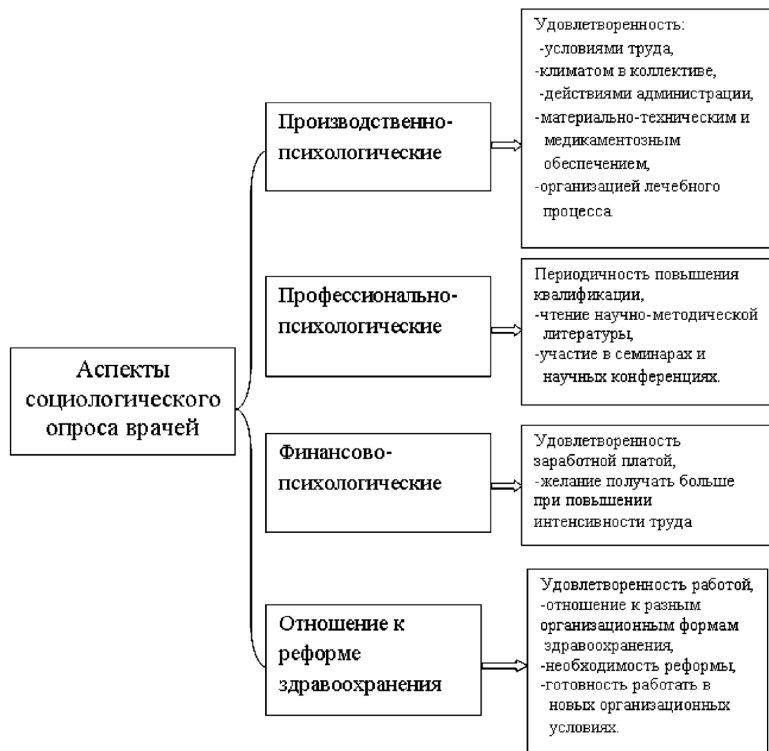 Аспекты
социологического
опроса врачей
Производственно-
психологические
Удовлетворенность:
-условиями труда,
-климатом в коллективе,
-действиями администрации,
-материально-техническим и
медикаментозным
обеспечением,
-организацией лечебного
процесса.
Профессионально-
психологические
Периодичность повышения
квалификации,
-чтение научно-методической
литературы,
-участие в семинарах и
научных конференциях.
Финансово-
психологические
Удовлетворенность
заработной платой,
-желание получать больше
при повышении
интенсивности труда
Отношение к
реформе
здравоохранения
Удовлетворенность работой,
-отношение к разным
организационным формам
здравоохранения,
-необходимость реформы,
-готовность работать в
новых организационных
условиях.